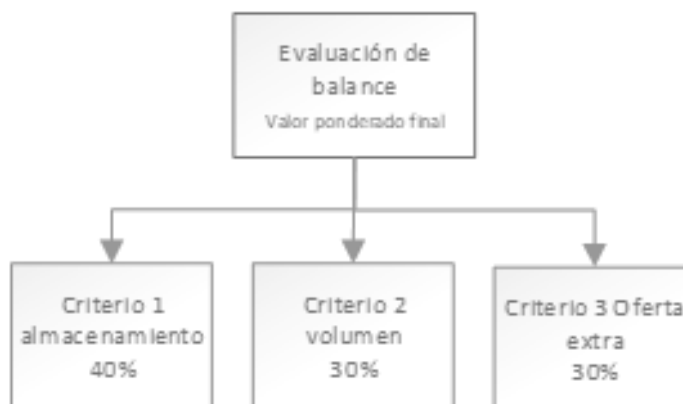 Evaluación de
balance
Valor ponderado final
Criterio 1
almacenamiento
40%
Criterio 2
volumen
30%
Criterio 3 Oferta
extra
30%